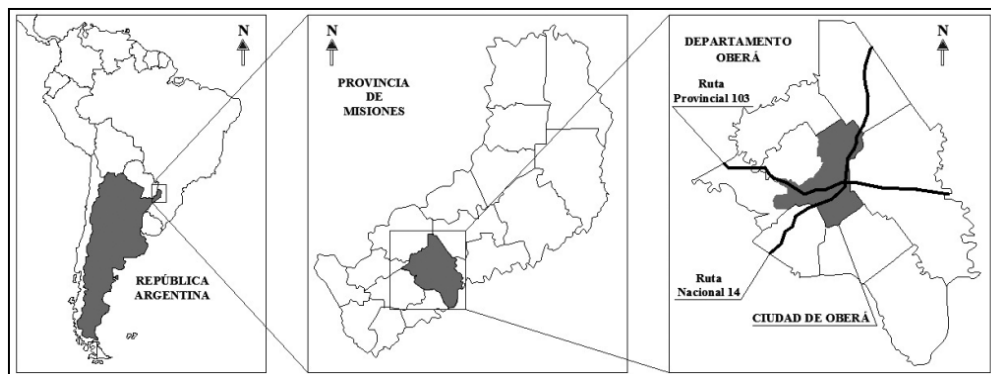 N
REPÚBLICA
ARGENTINA
N
PROVINCIA
DE
MISIONES
DEPARTAMENTO
OBERÁ
N
Ruta
Provincial 103
Ruta
Nacional 14
CIUDAD DE OBERÁ